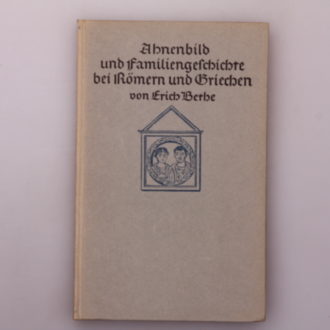 Ahnenbild
und Familiengeschichte
bei Römern und Griechen
von Erich Bethe